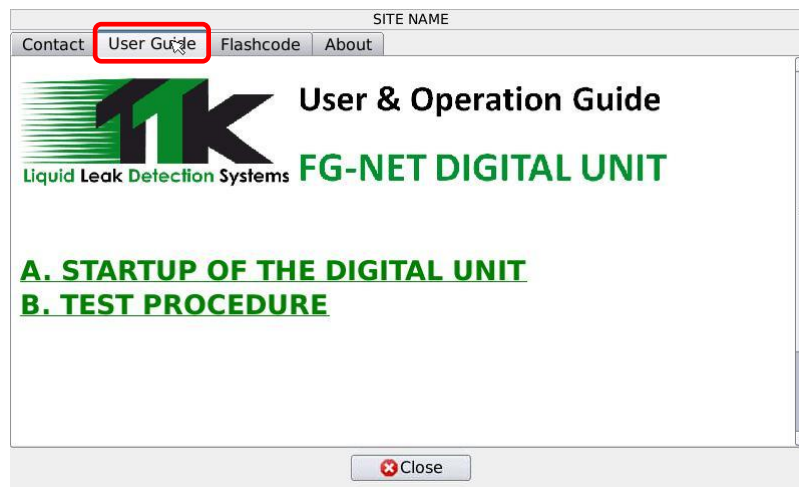 SITE NAME
Contact User Guide Flashcode About
TTK
Liquid Leak Detection Systems
User & Operation Guide
FG-NET DIGITAL UNIT
A. STARTUP OF THE DIGITAL UNIT
B. TEST PROCEDURE
Close